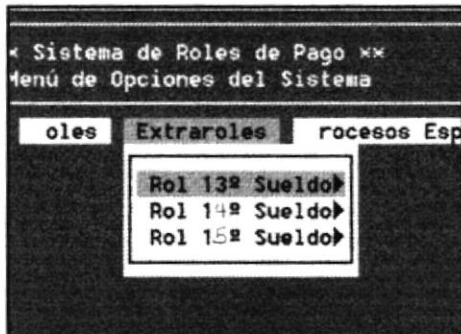 * Sistema de Roles de Pago **
Menú de Opciones del Sistema
oles Extraroles rocesos Esp
Rol 13º Sueldo▶
Rol 14º Sueldo▶
Rol 15º Sueldo▶